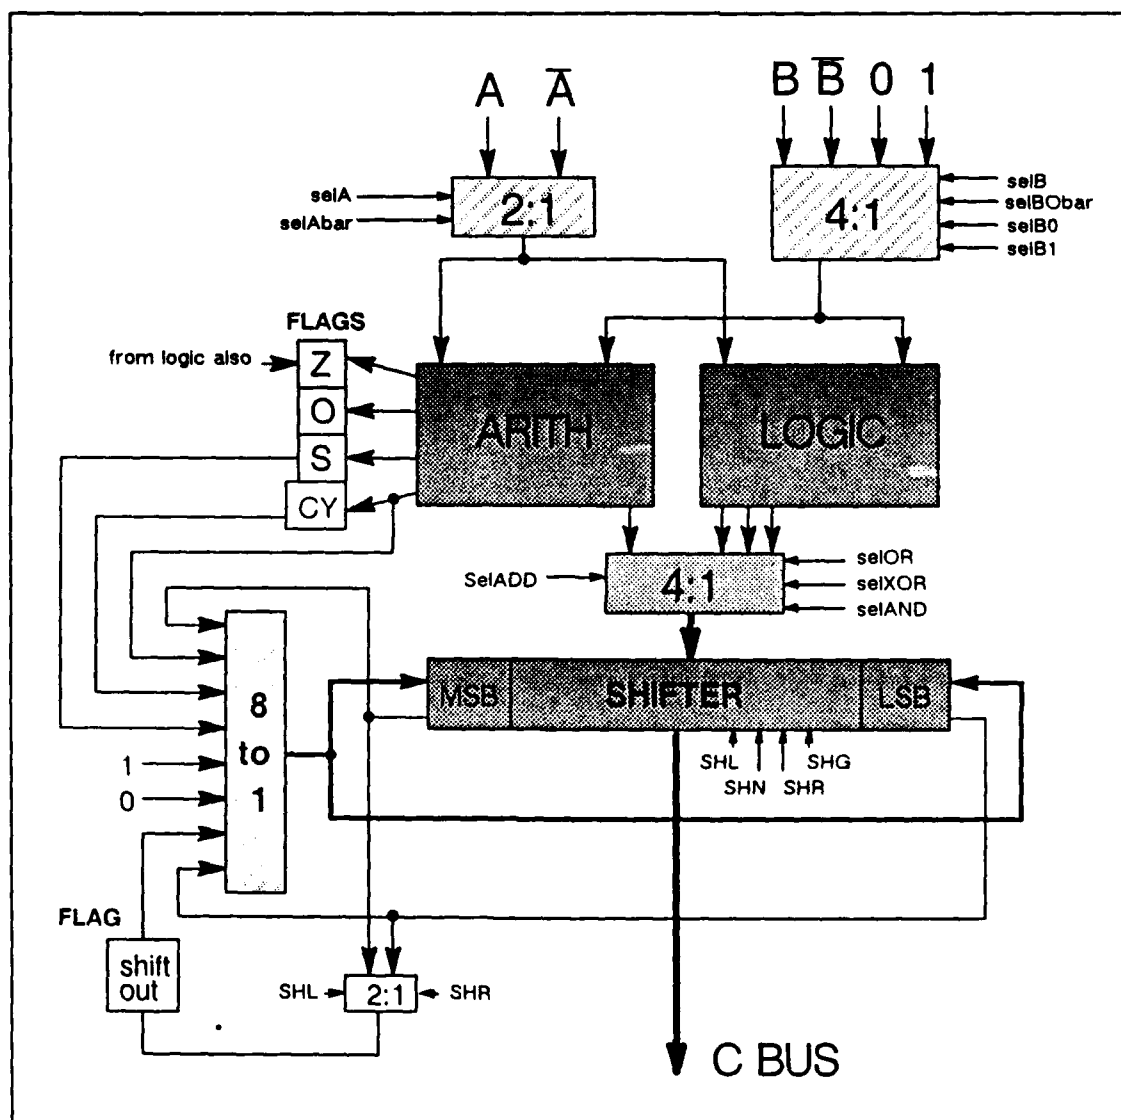 A A̅ B B̅ 0 1
selA
selAbar
2:1
4:1
selB
selBObar
selB0
selB1
FLAGS
from logic also
Z
O
S
CY
ARITH
LOGIC
SelADD
4:1
selOR
selXOR
selAND
8
to
1
1
0
MSB
SHIFTER
LSB
SHL
SHN
SHR
SHG
FLAG
shift
out
SHL
2:1
SHR
C BUS